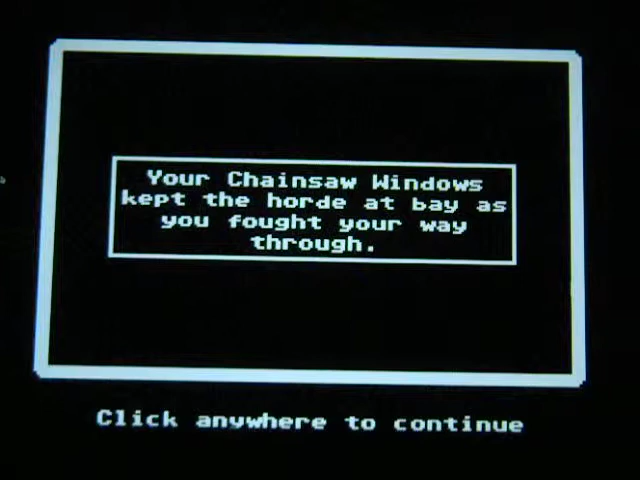 Your Chainsaw Windows
kept the horde at bay as
you fought your way
through.
Click anywhere to continue